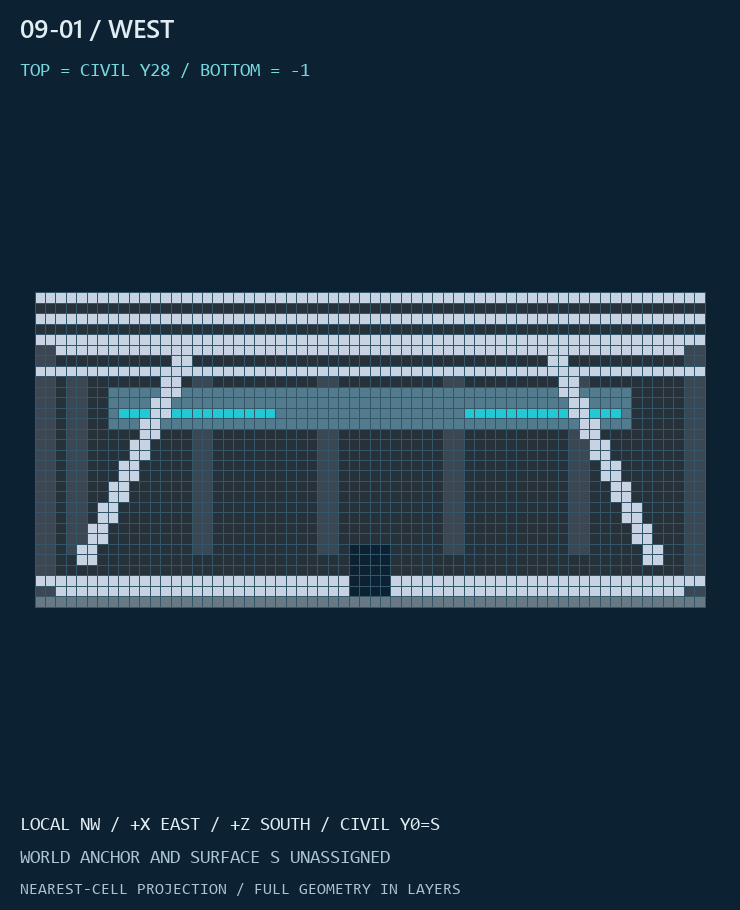 09-01 / WEST
TOP = CIVIL Y28 / BOTTOM = -1
LOCAL NW / +X EAST / +Z SOUTH / CIVIL Y0=S
WORLD ANCHOR AND SURFACE S UNASSIGNED
NEAREST-CELL PROJECTION / FULL GEOMETRY IN LAYERS